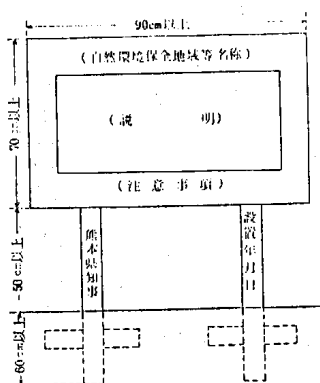 90cm以上
(自然環境保全地域等名称)
70cm以上
(説　　明)
(注意事項)
熊本県知事
設置年月日
50cm以上
60cm以上